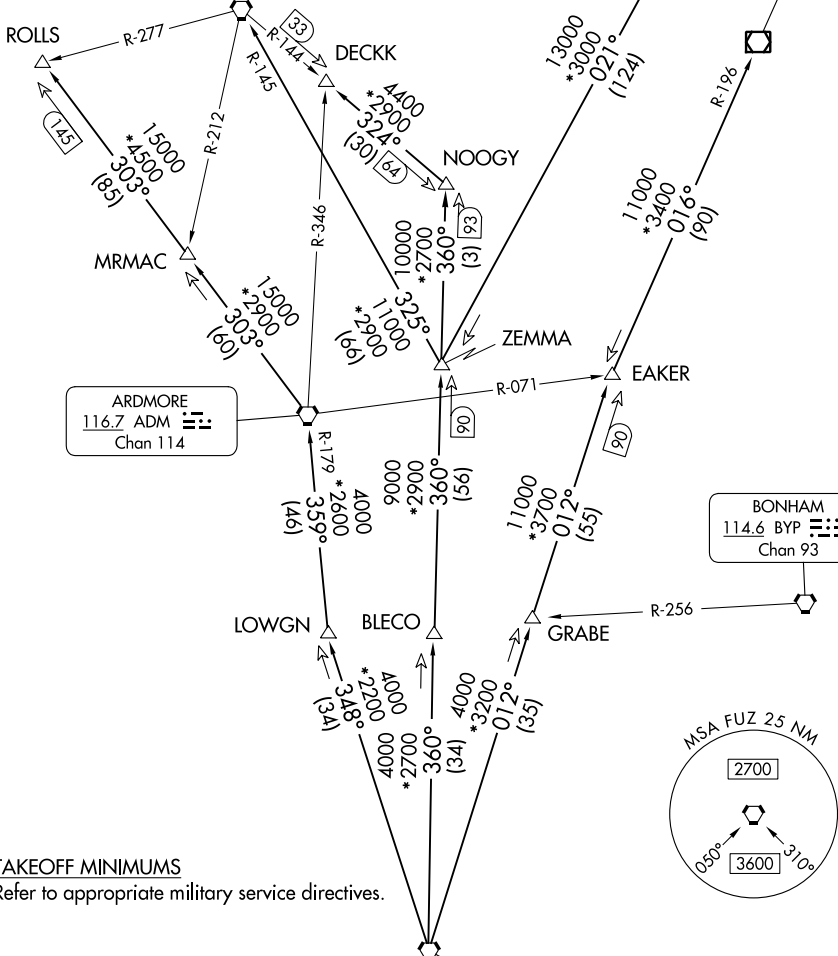 ROLLS
R-277
33
R-144
DECKK
R-145
R-212
145
15000
*4500
303°
(85)
4400
*2900
324°
(30)
64
NOOGY
93
13000
*3000
021°
(124)
R-196
11000
*3400
016°
(90)
R-346
MRMAC
10000
*2700
360°
(3)
15000
*2900
303°
(60)
325°
11000
*2900
(66)
ZEMMA
EAKER
R-071
90
90
ARDMORE
116.7 ADM
Chan 114
R-179
4000
*2600
359°
(46)
9000
*2900
360°
(56)
11000
*3700
012°
(55)
BONHAM
114.6 BYP
Chan 93
R-256
LOWGN
BLECO
GRABE
4000
*2200
348°
(34)
4000
*2700
360°
(34)
4000
*3200
012°
(35)
MSA FUZ 25 NM
2700
050°
310°
3600
TAKEOFF MINIMUMS
Refer to appropriate military service directives.